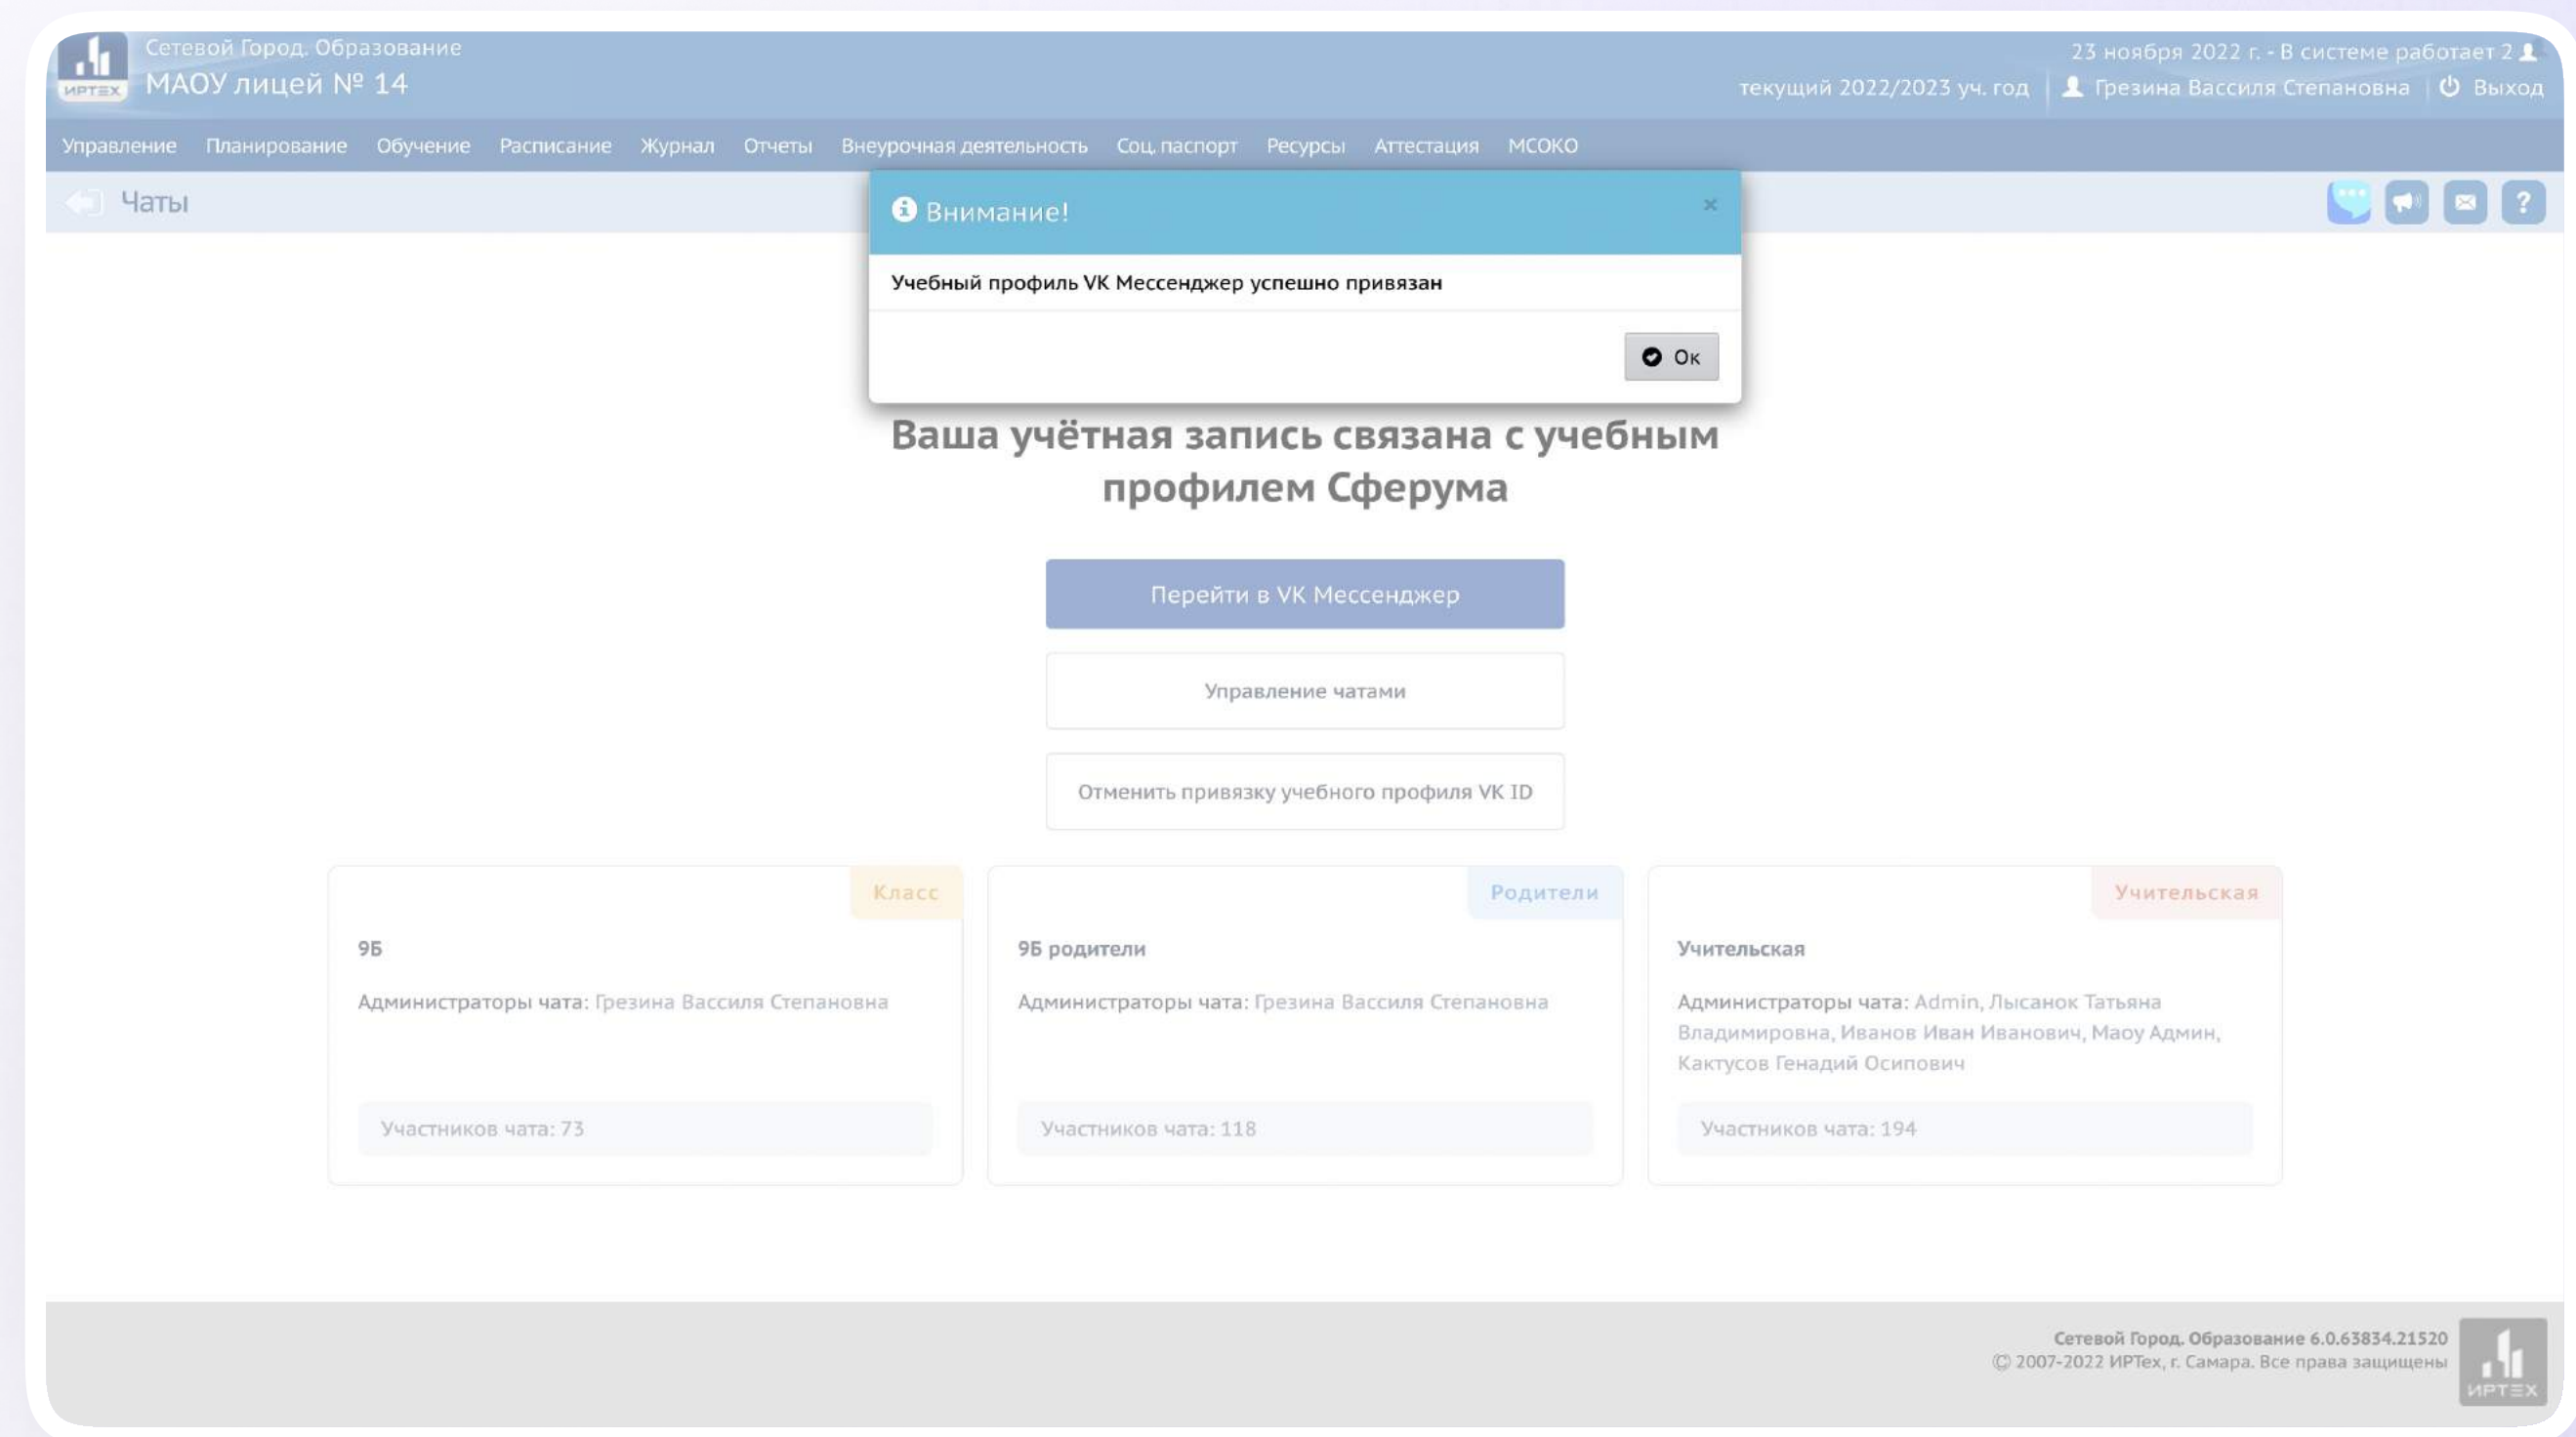 ИРТЕХ
Сетевой Город. Образование
МАОУ лицей № 14
23 ноября 2022 г. - В системе работает 2
текущий 2022/2023 уч. год Грезина Вассиля Степановна Выход
Управление Планирование Обучение Расписание Журнал Отчеты Внеурочная деятельность Соц. паспорт Ресурсы Аттестация МСОКО
Чаты
?
Внимание! ×
Учебный профиль VK Мессенджер успешно привязан
Ок
Ваша учётная запись связана с учебным
профилем Сферума
Перейти в VK Мессенджер
Управление чатами
Отменить привязку учебного профиля VK ID
Класс
9Б
Администраторы чата: Грезина Вассиля Степановна
Участников чата: 73
Родители
9Б родители
Администраторы чата: Грезина Вассиля Степановна
Участников чата: 118
Учительская
Учительская
Администраторы чата: Admin, Лысанок Татьяна
Владимировна, Иванов Иван Иванович, Маоу Админ,
Кактусов Генадий Осипович
Участников чата: 194
Сетевой Город. Образование 6.0.63834.21520
© 2007-2022 ИРТех, г. Самара. Все права защищены
ИРТЕХ